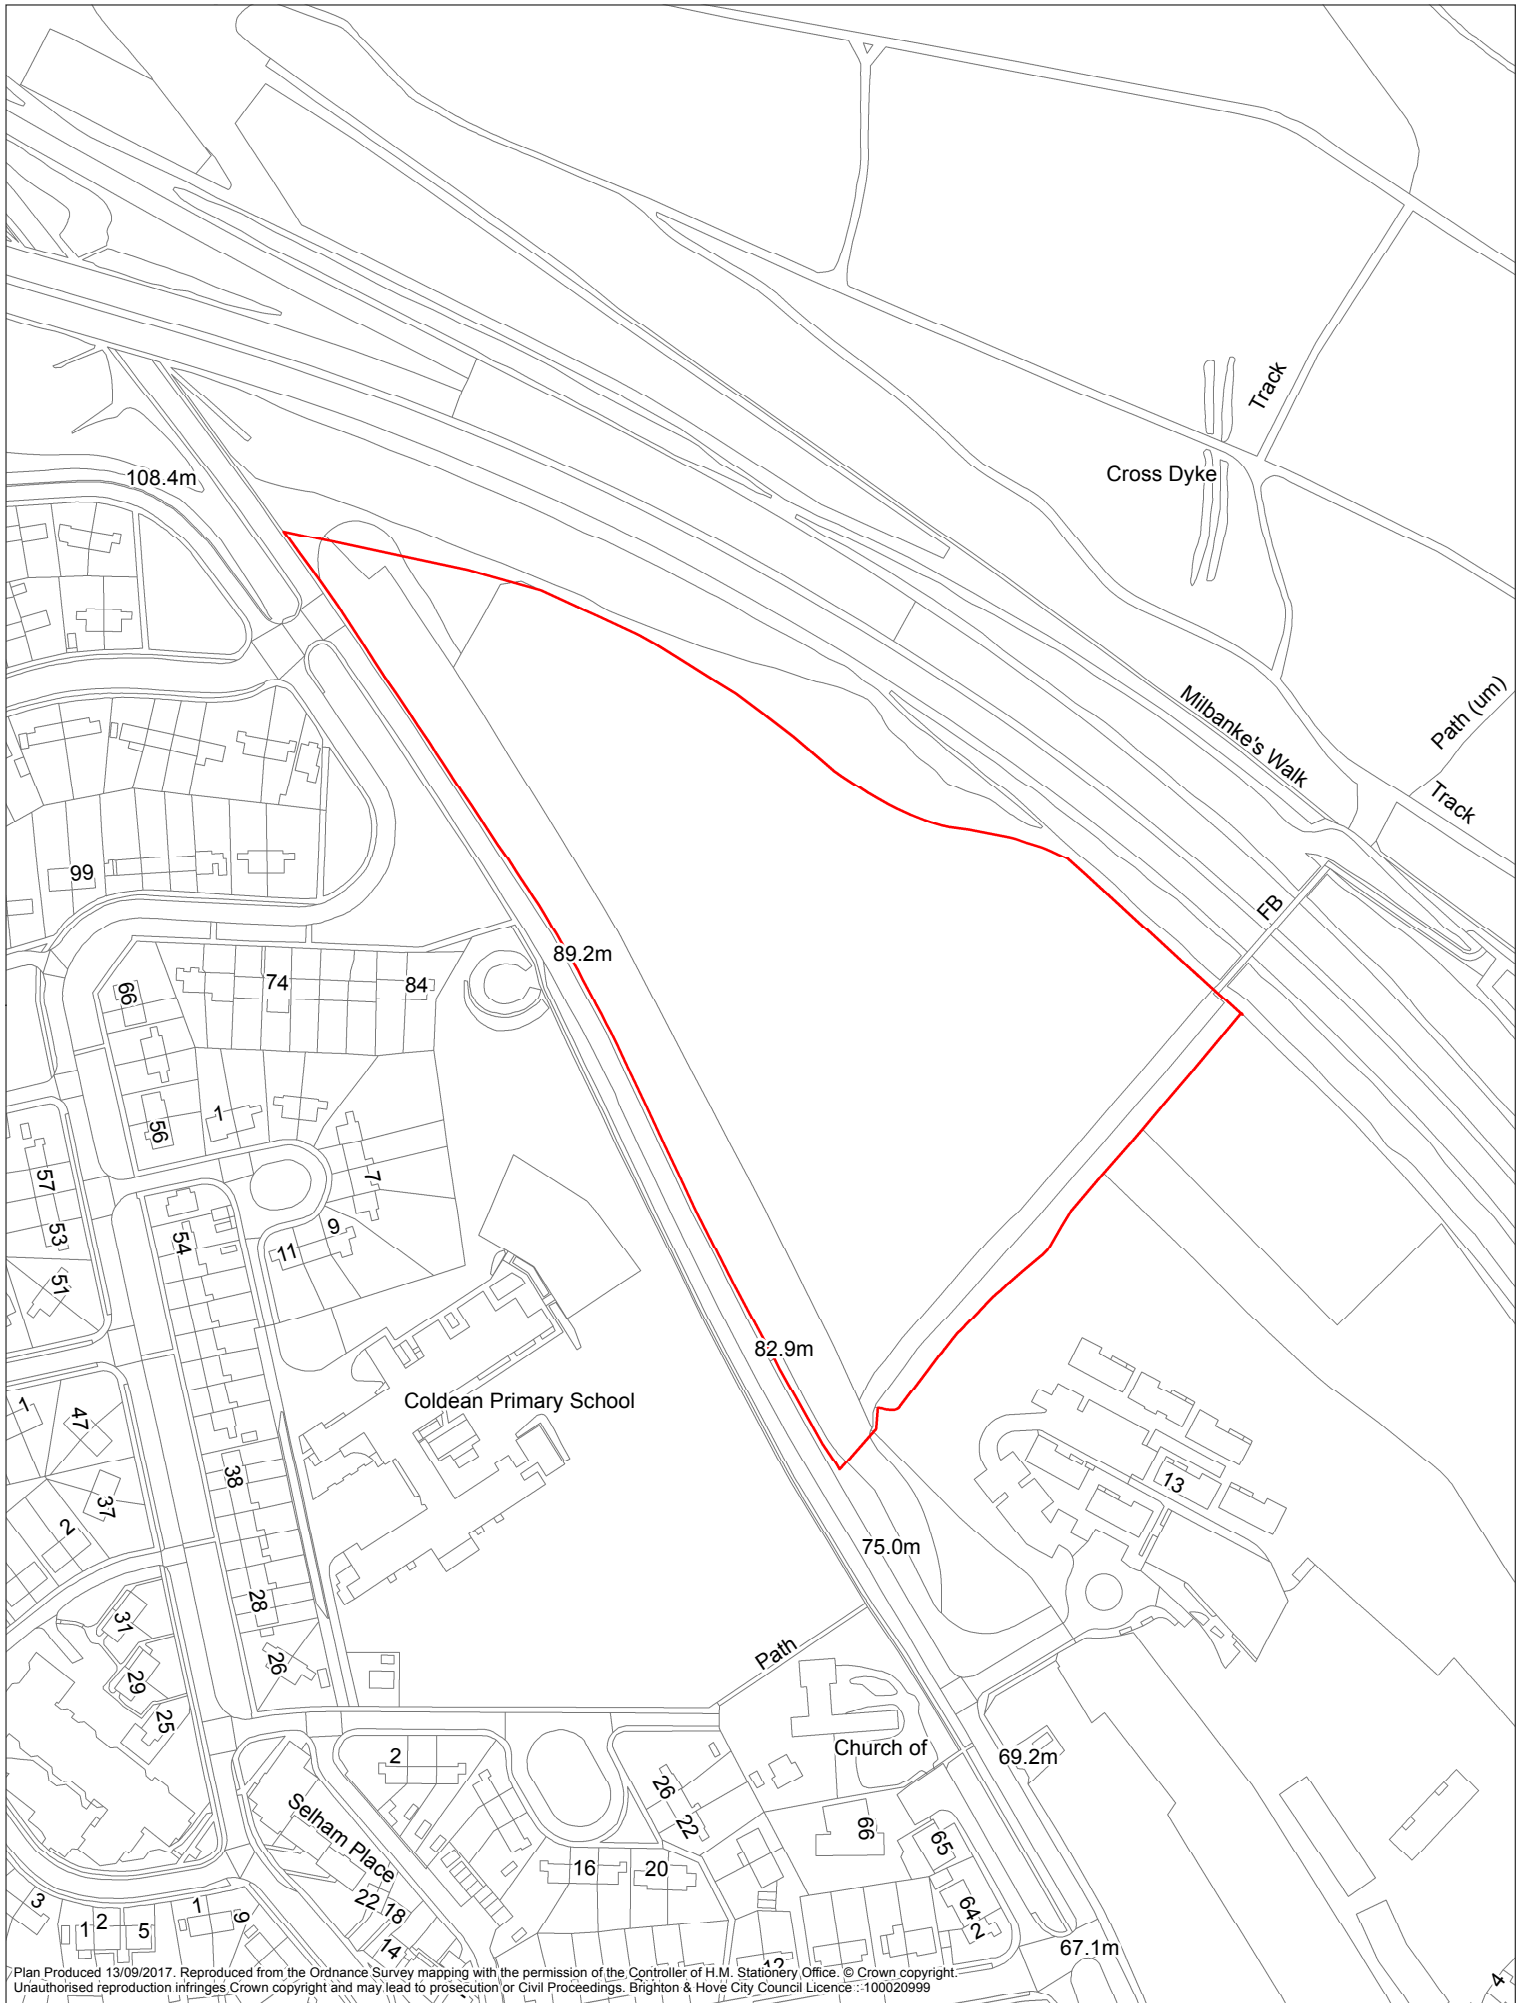 Track
108.4m
Cross Dyke
Milbanke's Walk
Path (um)
Track
99
FB
89.2m
74
84
66
56
1
7
57
53
54
9
11
51
82.9m
Coldean Primary School
1
47
38
37
2
13
75.0m
28
31
29
26
25
Path
Church of
69.2m
2
26
22
66
65
Selham Place
16
20
22
18
14
64
2
3
1
2
5
1
9
12
67.1m
4
Plan Produced 13/09/2017. Reproduced from the Ordnance Survey mapping with the permission of the Controller of H.M. Stationery Office. © Crown copyright.
Unauthorised reproduction infringes Crown copyright and may lead to prosecution or Civil Proceedings. Brighton & Hove City Council Licence : 100020999